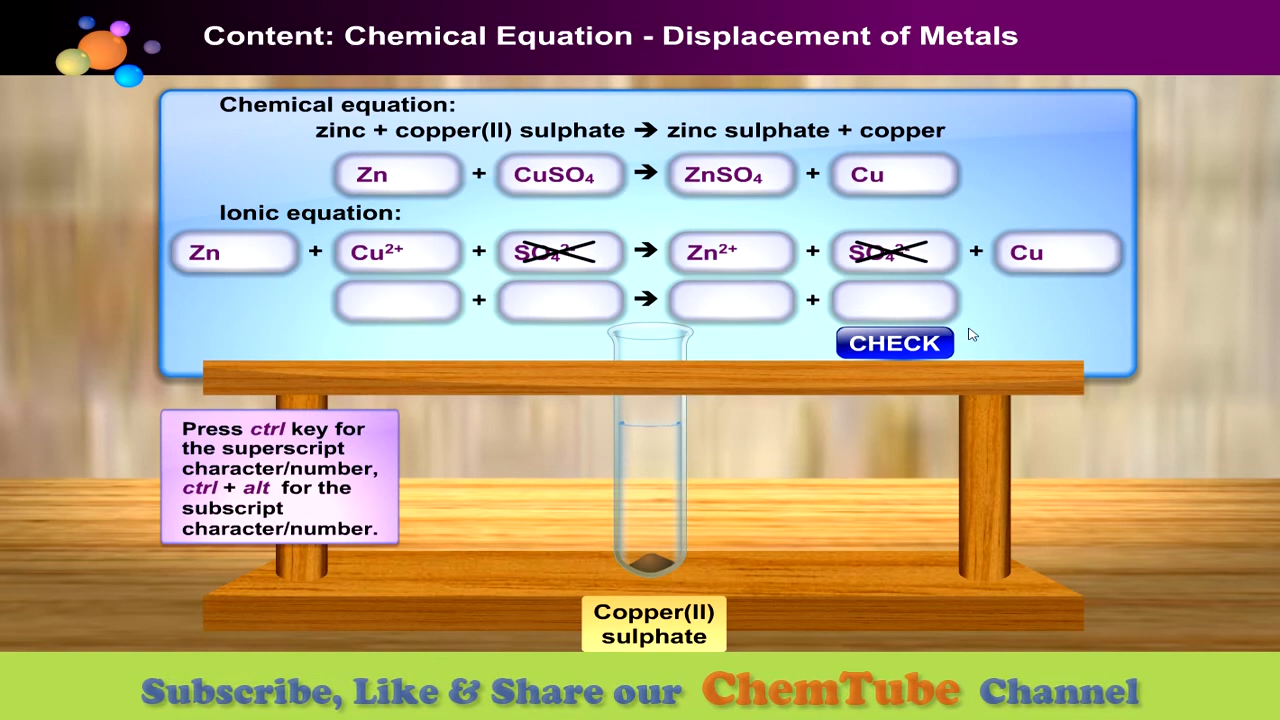 Content: Chemical Equation - Displacement of Metals
Chemical equation:
zinc + copper(II) sulphate ➔ zinc sulphate + copper
Zn + CuSO₄ ➔ ZnSO₄ + Cu
Ionic equation:
Zn + Cu²⁺ + SO₄²⁻ ➔ Zn²⁺ + SO₄²⁻ + Cu
+ ➔ +
CHECK
Press ctrl key for
the superscript
character/number,
ctrl + alt for the
subscript
character/number.
Copper(II)
sulphate
Subscribe, Like & Share our ChemTube Channel